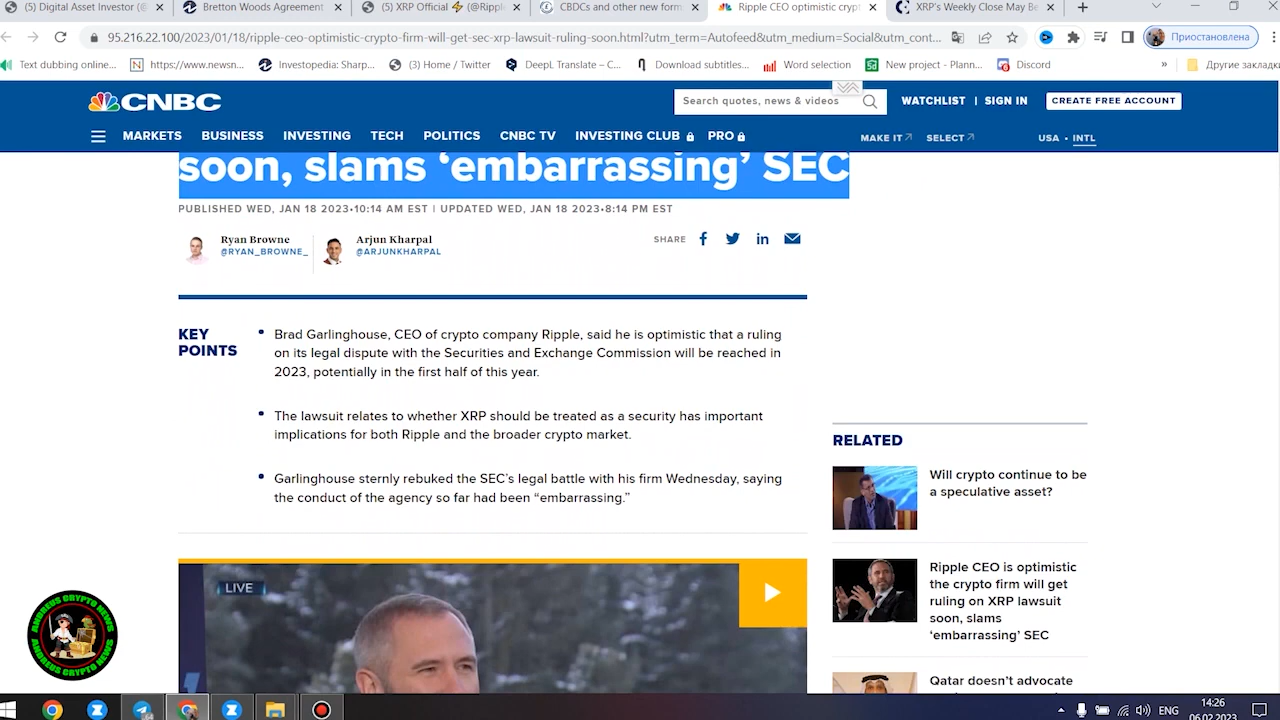 (5) Digital Asset Investor (@
Bretton Woods Agreement
(5) XRP Official ⚡ (@Ripple
CBDCs and other new form
Ripple CEO optimistic crypt
XRP's Weekly Close May Be
95.216.22.100/2023/01/18/ripple-ceo-optimistic-crypto-firm-will-get-sec-xrp-lawsuit-ruling-soon.html?utm_term=Autofeed&utm_medium=Social&utm_cont...
Приостановлена
Text dubbing online...
https://www.newsn...
Investopedia: Sharp...
(3) Home / Twitter
DeepL Translate – C...
Download subtitles...
Word selection
New project - Plann...
Discord
»
Другие закладки
CNBC
Search quotes, news & videos
WATCHLIST | SIGN IN
CREATE FREE ACCOUNT
MARKETS BUSINESS INVESTING TECH POLITICS CNBC TV INVESTING CLUB PRO
MAKE IT SELECT
USA • INTL
soon, slams ‘embarrassing’ SEC
PUBLISHED WED, JAN 18 2023•10:14 AM EST | UPDATED WED, JAN 18 2023•8:14 PM EST
Ryan Browne
@RYAN_BROWNE_
Arjun Kharpal
@ARJUNKHARPAL
SHARE
KEY
POINTS
Brad Garlinghouse, CEO of crypto company Ripple, said he is optimistic that a ruling
on its legal dispute with the Securities and Exchange Commission will be reached in
2023, potentially in the first half of this year.
The lawsuit relates to whether XRP should be treated as a security has important
implications for both Ripple and the broader crypto market.
Garlinghouse sternly rebuked the SEC’s legal battle with his firm Wednesday, saying
the conduct of the agency so far had been “embarrassing.”
LIVE
RELATED
Will crypto continue to be
a speculative asset?
Ripple CEO is optimistic
the crypto firm will get
ruling on XRP lawsuit
soon, slams
‘embarrassing’ SEC
Qatar doesn’t advocate
ANDREUS CRYPTO NEWS
ANDREUS CRYPTO NEWS
ENG
14:26
06.02.2023